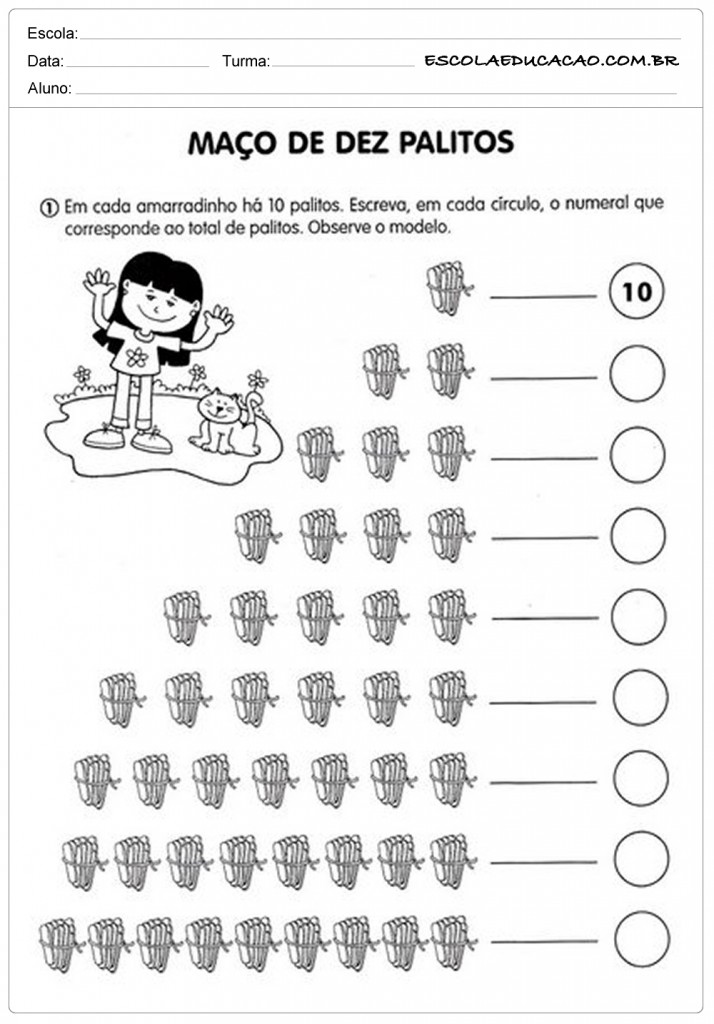 Escola:
Data: Turma: ESCOLAEDUCACAO.COM.BR
Aluno:
MAÇO DE DEZ PALITOS
1 Em cada amarradinho há 10 palitos. Escreva, em cada círculo, o numeral que
corresponde ao total de palitos. Observe o modelo.
10